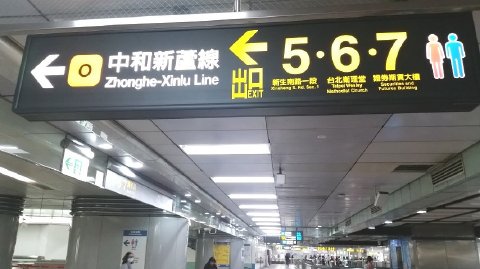 O
中和新蘆線
Zhonghe-Xinlu Line
出口
EXIT
5·6·7
新生南路一段
Xinsheng S. Rd. Sec. 1
台北衛理堂
Taipei Wesley
Methodist Church
證券期貨大樓
Securities and
Futures Building